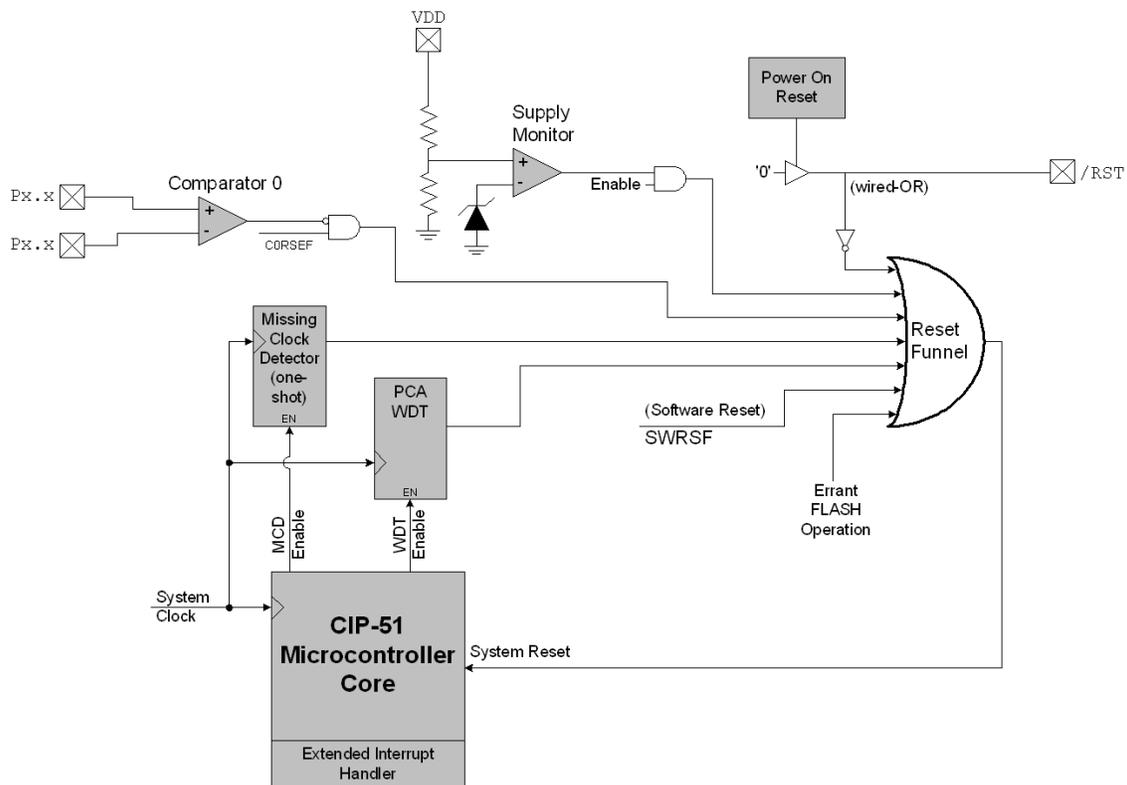 VDD
Power On
Reset
Supply
Monitor
+
-
Enable
'0'
(wired-OR)
/RST
Px.x
Px.x
Comparator 0
+
-
C0RSEF
Missing
Clock
Detector
(one-
shot)
EN
PCA
WDT
EN
(Software Reset)
SWRSF
Errant
FLASH
Operation
Reset
Funnel
MCD
Enable
WDT
Enable
System
Clock
CIP-51
Microcontroller
Core
System Reset
Extended Interrupt
Handler